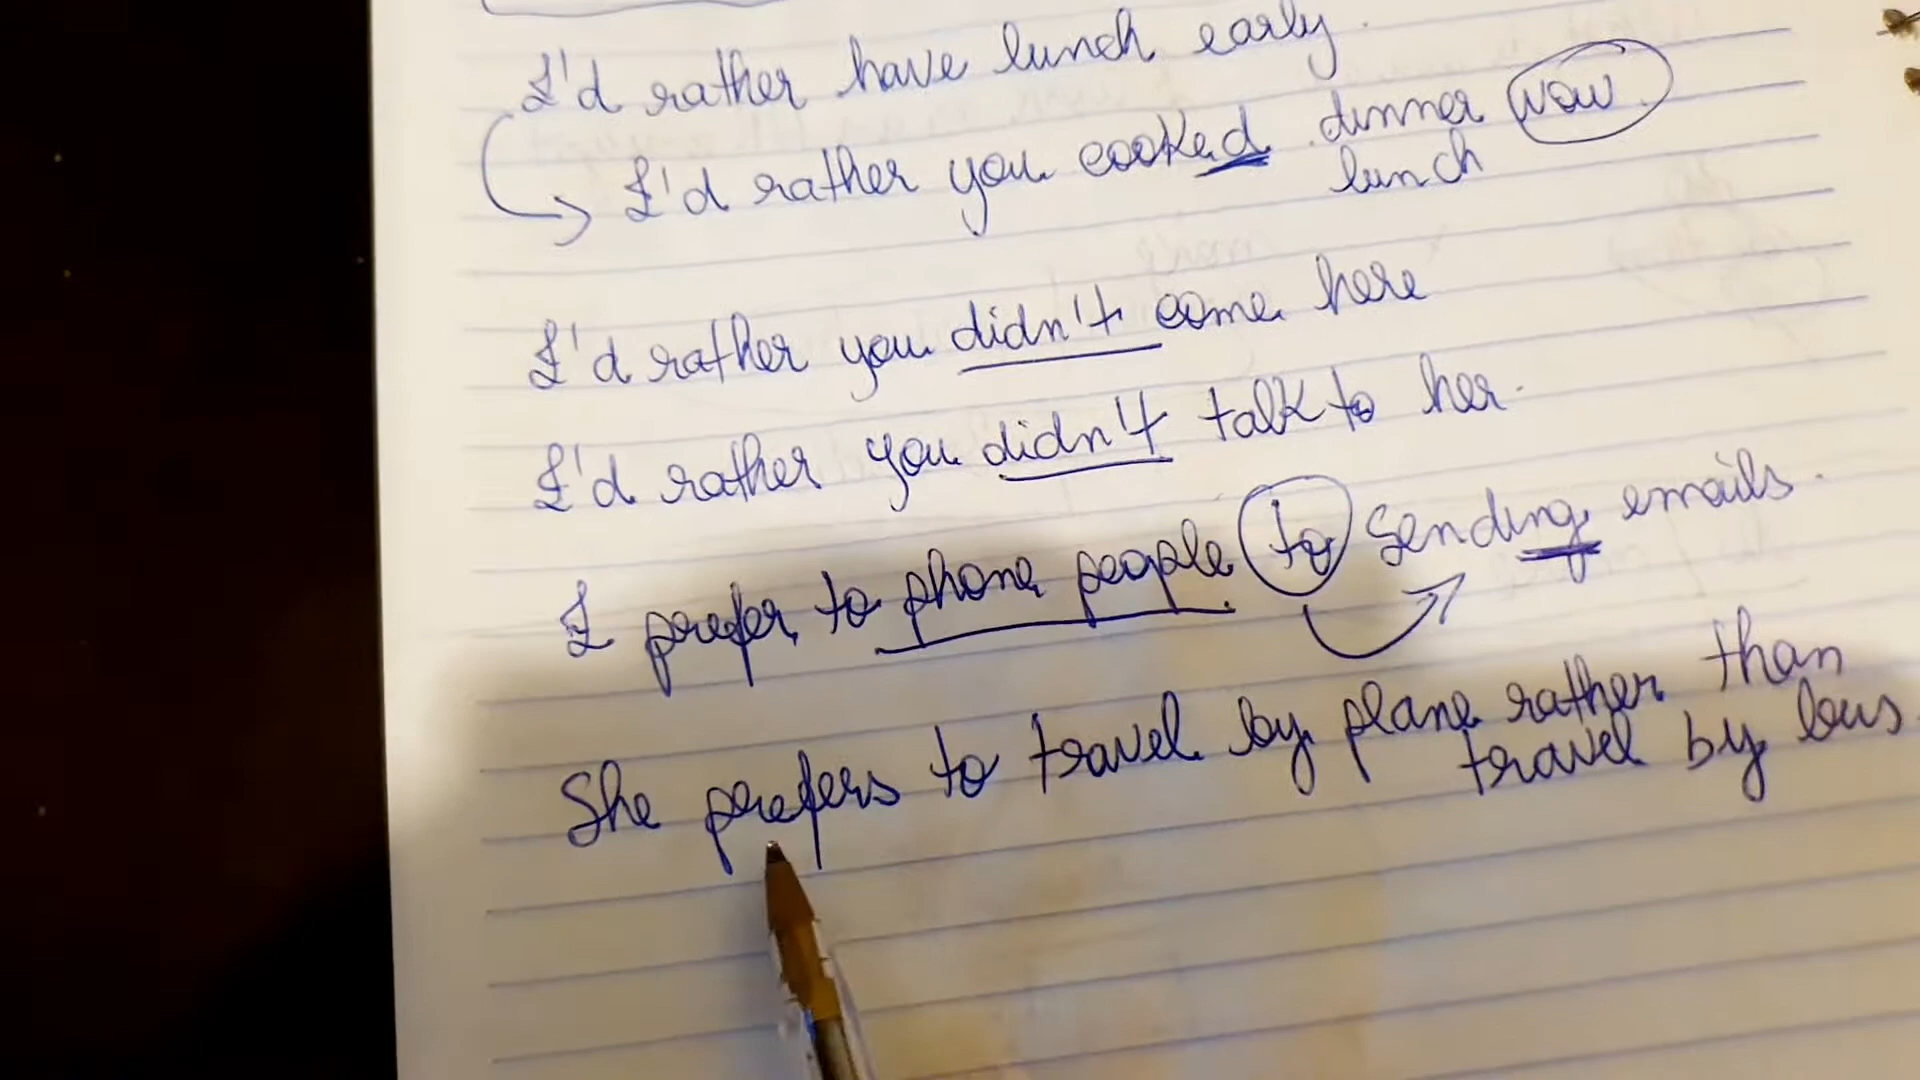 I'd rather have lunch early.
I'd rather you cooked dinner now.
lunch
I'd rather you didn't come here
I'd rather you didn't talk to her.
I prefer to phone people to sending emails.
She prefers to travel by plane rather than
travel by bus